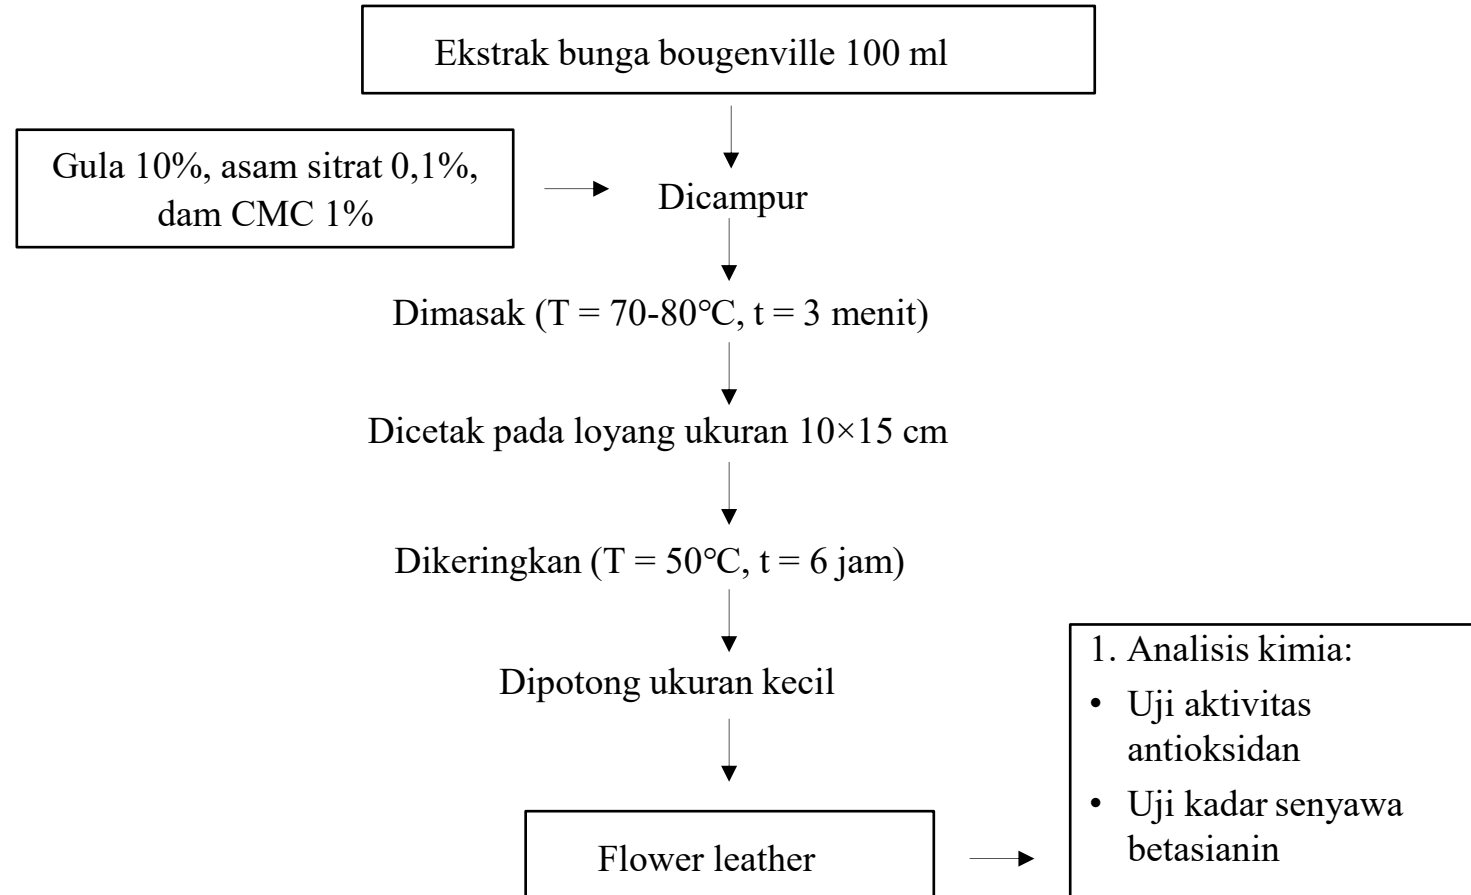 Ekstrak bunga bougenville 100 ml
Gula 10%, asam sitrat 0,1%,
dam CMC 1%
Dicampur
Dimasak (T = 70-80°C, t = 3 menit)
Dicetak pada loyang ukuran 10×15 cm
Dikeringkan (T = 50°C, t = 6 jam)
Dipotong ukuran kecil
Flower leather
1. Analisis kimia:
• Uji aktivitas
antioksidan
• Uji kadar senyawa
betasianin